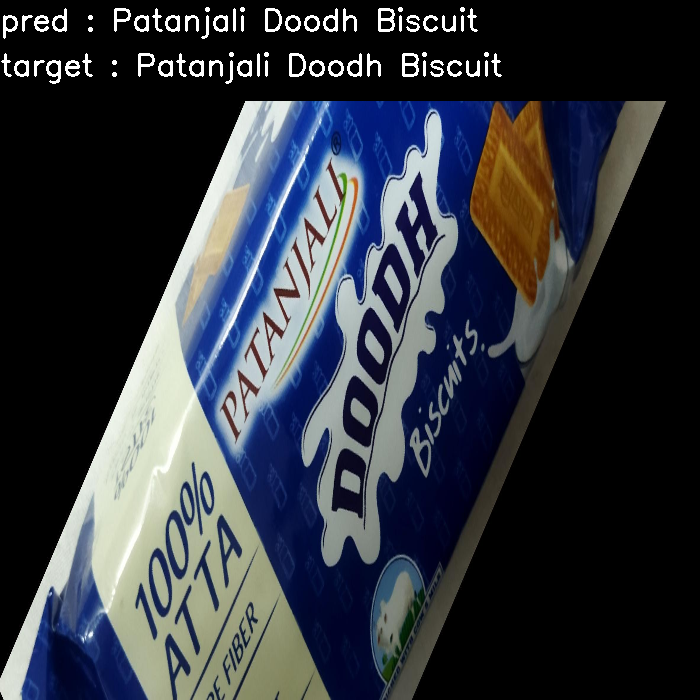 pred : Patanjali Doodh Biscuit
target : Patanjali Doodh Biscuit
PATANJALI®
DOODH
Biscuits.
100%
ATTA
FIBER